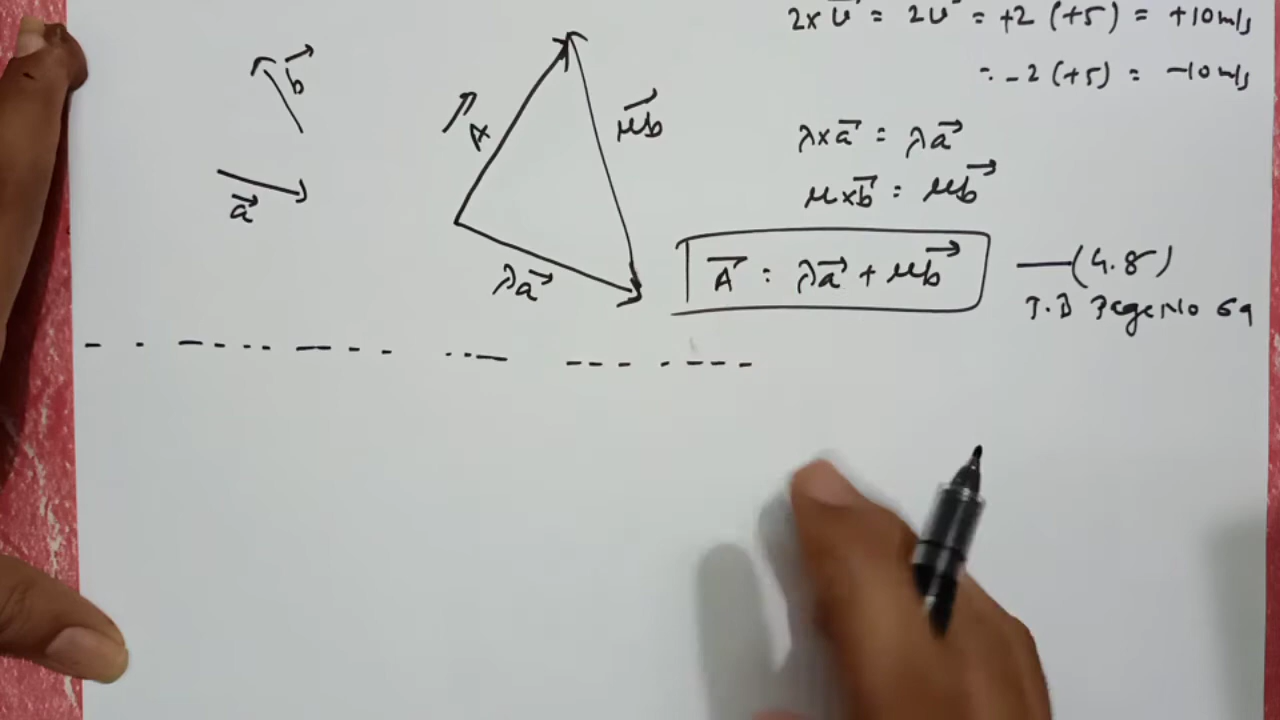 2 × v⃗ = 2v⃗ = +2 (+5) = +10 m/s
= -2 (+5) = -10 m/s
b⃗
a⃗
A⃗
μb⃗
λa⃗
λ × a⃗ = λa⃗
μ × b⃗ = μb⃗
A⃗ = λa⃗ + μb⃗ —(4.8)
T.B Page No 69